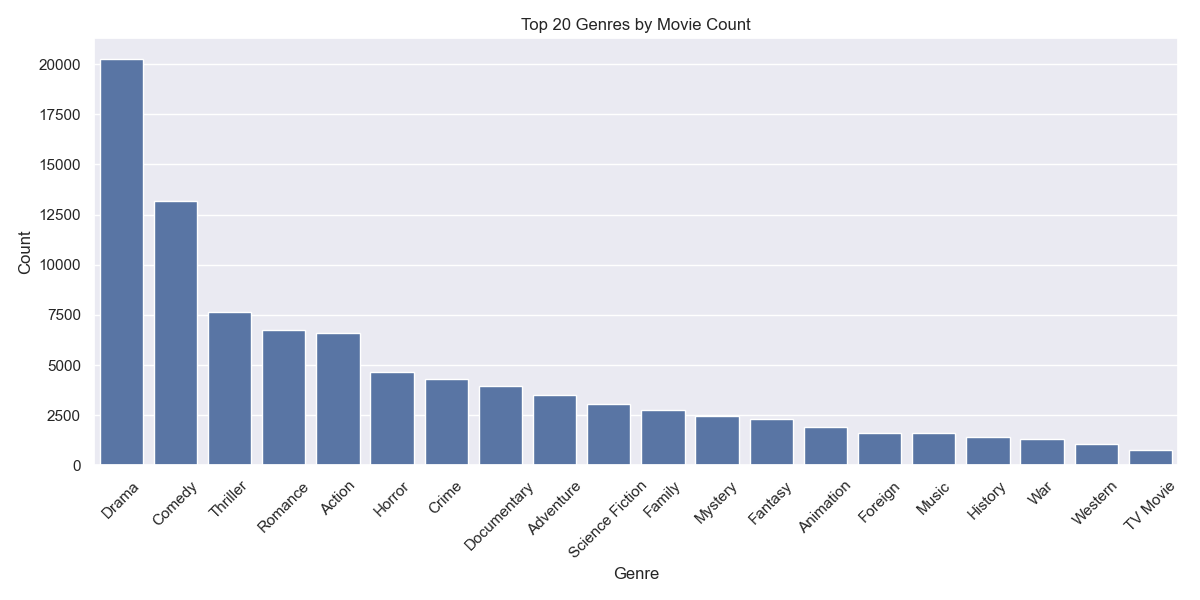 Top 20 Genres by Movie Count
20000
17500
15000
12500
10000
7500
5000
2500
0
Count
Drama
Comedy
Thriller
Romance
Action
Horror
Crime
Documentary
Adventure
Science Fiction
Family
Mystery
Fantasy
Animation
Foreign
Music
History
War
Western
TV Movie
Genre